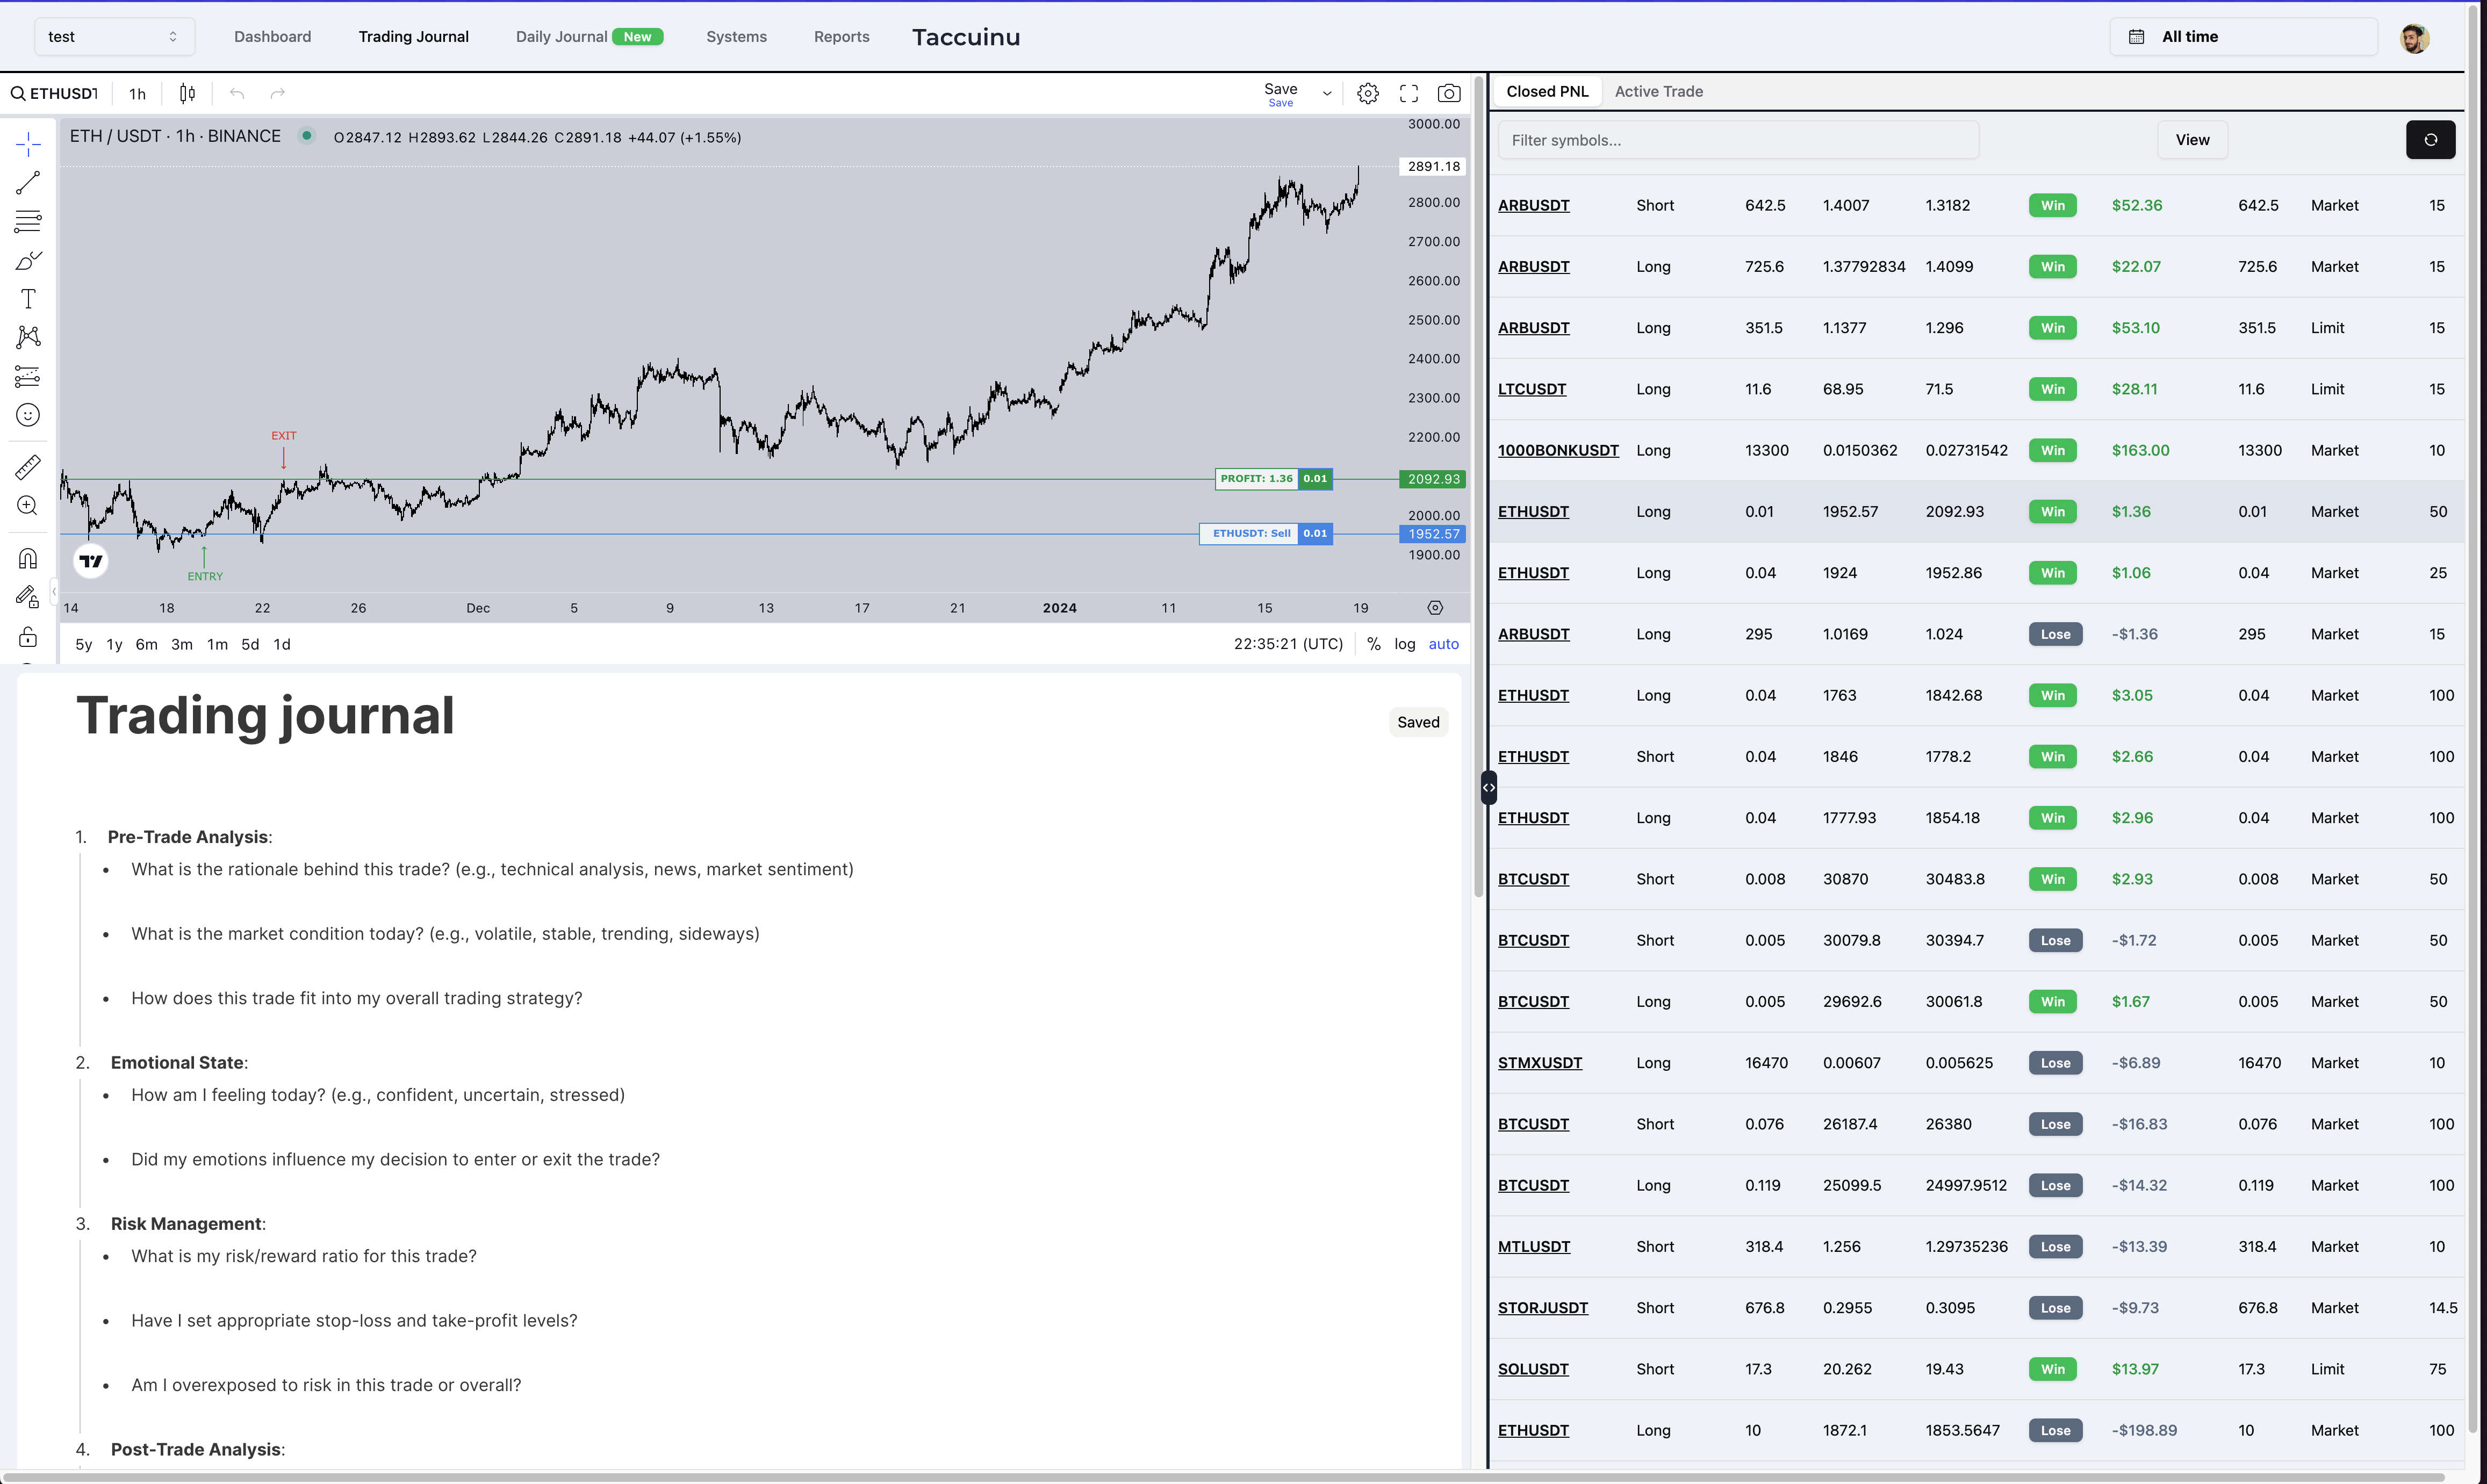 test
Dashboard
Trading Journal
Daily Journal New
Systems
Reports
Taccuinu
All time
ETHUSDT
1h
Save
Save
ETH / USDT · 1h · BINANCE O2847.12 H2893.62 L2844.26 C2891.18 +44.07 (+1.55%)
3000.00
2891.18
2800.00
2700.00
2600.00
2500.00
2400.00
2300.00
2200.00
EXIT
PROFIT: 1.36 0.01 2092.93
2000.00
ETHUSDT: Sell 0.01 1952.57
1900.00
ENTRY
14 18 22 26 Dec 5 9 13 17 21 2024 11 15 19
5y 1y 6m 3m 1m 5d 1d
22:35:21 (UTC) % log auto
Trading journal
Saved
1. Pre-Trade Analysis:
• What is the rationale behind this trade? (e.g., technical analysis, news, market sentiment)
• What is the market condition today? (e.g., volatile, stable, trending, sideways)
• How does this trade fit into my overall trading strategy?
2. Emotional State:
• How am I feeling today? (e.g., confident, uncertain, stressed)
• Did my emotions influence my decision to enter or exit the trade?
3. Risk Management:
• What is my risk/reward ratio for this trade?
• Have I set appropriate stop-loss and take-profit levels?
• Am I overexposed to risk in this trade or overall?
4. Post-Trade Analysis:
Closed PNL
Active Trade
Filter symbols...
View
ARBUSDT Short 642.5 1.4007 1.3182 Win $52.36 642.5 Market 15
ARBUSDT Long 725.6 1.37792834 1.4099 Win $22.07 725.6 Market 15
ARBUSDT Long 351.5 1.1377 1.296 Win $53.10 351.5 Limit 15
LTCUSDT Long 11.6 68.95 71.5 Win $28.11 11.6 Limit 15
1000BONKUSDT Long 13300 0.0150362 0.02731542 Win $163.00 13300 Market 10
ETHUSDT Long 0.01 1952.57 2092.93 Win $1.36 0.01 Market 50
ETHUSDT Long 0.04 1924 1952.86 Win $1.06 0.04 Market 25
ARBUSDT Long 295 1.0169 1.024 Lose -$1.36 295 Market 15
ETHUSDT Long 0.04 1763 1842.68 Win $3.05 0.04 Market 100
ETHUSDT Short 0.04 1846 1778.2 Win $2.66 0.04 Market 100
ETHUSDT Long 0.04 1777.93 1854.18 Win $2.96 0.04 Market 100
BTCUSDT Short 0.008 30870 30483.8 Win $2.93 0.008 Market 50
BTCUSDT Short 0.005 30079.8 30394.7 Lose -$1.72 0.005 Market 50
BTCUSDT Long 0.005 29692.6 30061.8 Win $1.67 0.005 Market 50
STMXUSDT Long 16470 0.00607 0.005625 Lose -$6.89 16470 Market 10
BTCUSDT Short 0.076 26187.4 26380 Lose -$16.83 0.076 Market 100
BTCUSDT Long 0.119 25099.5 24997.9512 Lose -$14.32 0.119 Market 100
MTLUSDT Short 318.4 1.256 1.29735236 Lose -$13.39 318.4 Market 10
STORJUSDT Short 676.8 0.2955 0.3095 Lose -$9.73 676.8 Market 14.5
SOLUSDT Short 17.3 20.262 19.43 Win $13.97 17.3 Limit 75
ETHUSDT Long 10 1872.1 1853.5647 Lose -$198.89 10 Market 100